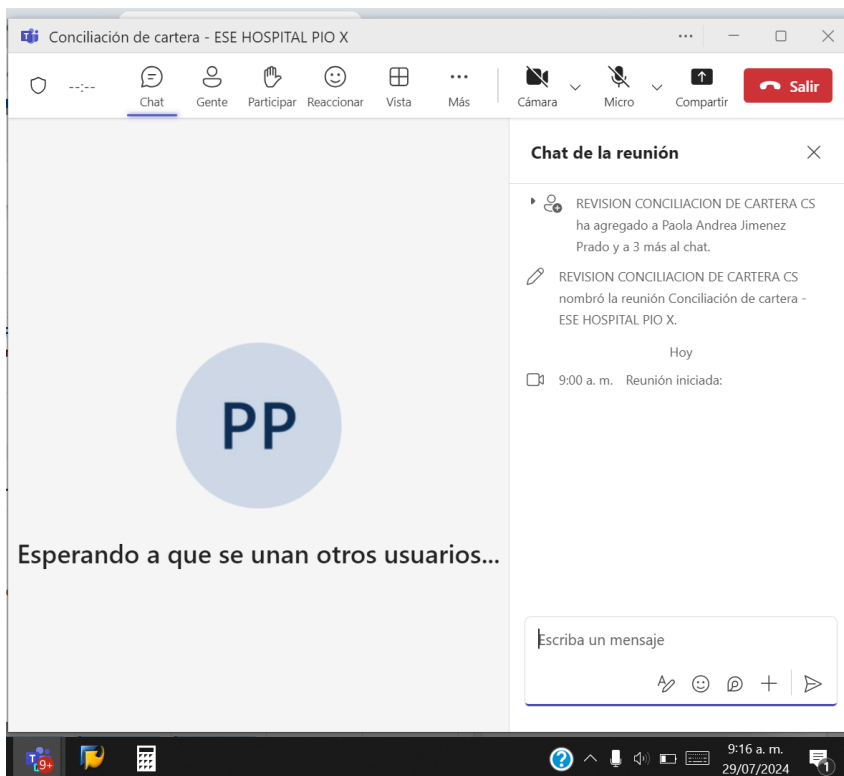 Conciliación de cartera - ESE HOSPITAL PIO X
--:--
Chat
Gente
Participar
Reaccionar
Vista
Más
Cámara
Micro
Compartir
Salir
Chat de la reunión
REVISION CONCILIACION DE CARTERA CS
ha agregado a Paola Andrea Jimenez
Prado y a 3 más al chat.
REVISION CONCILIACION DE CARTERA CS
nombró la reunión Conciliación de cartera -
ESE HOSPITAL PIO X.
Hoy
9:00 a. m. Reunión iniciada:
PP
Esperando a que se unan otros usuarios...
Escriba un mensaje
9+
9:16 a. m.
29/07/2024
1